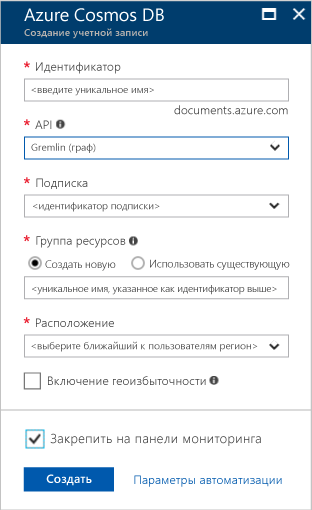 Azure Cosmos DB
Создание учетной записи
* Идентификатор
<введите уникальное имя>
documents.azure.com
* API
Gremlin (граф)
* Подписка
<идентификатор подписки>
* Группа ресурсов
Создать новую Использовать существующую
<уникальное имя, указанное как идентификатор выше>
* Расположение
<выберите ближайший к пользователям регион>
Включение геоизбыточности
Закрепить на панели мониторинга
Создать Параметры автоматизации